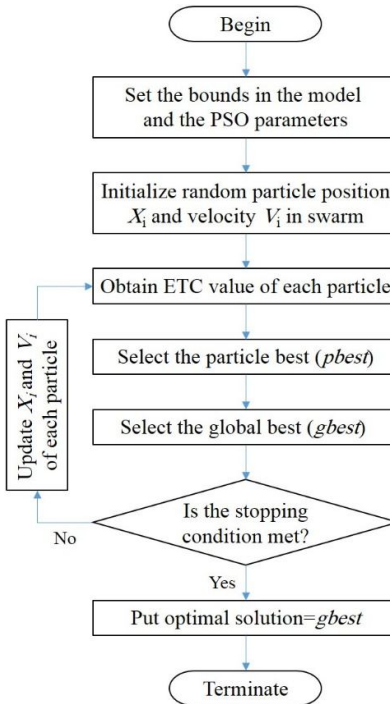 Begin
Set the bounds in the model
and the PSO parameters
Initialize random particle position
Xi and velocity Vi in swarm
Obtain ETC value of each particle
Select the particle best (pbest)
Select the global best (gbest)
Update Xi and Vi
of each particle
Is the stopping
condition met?
No
Yes
Put optimal solution=gbest
Terminate